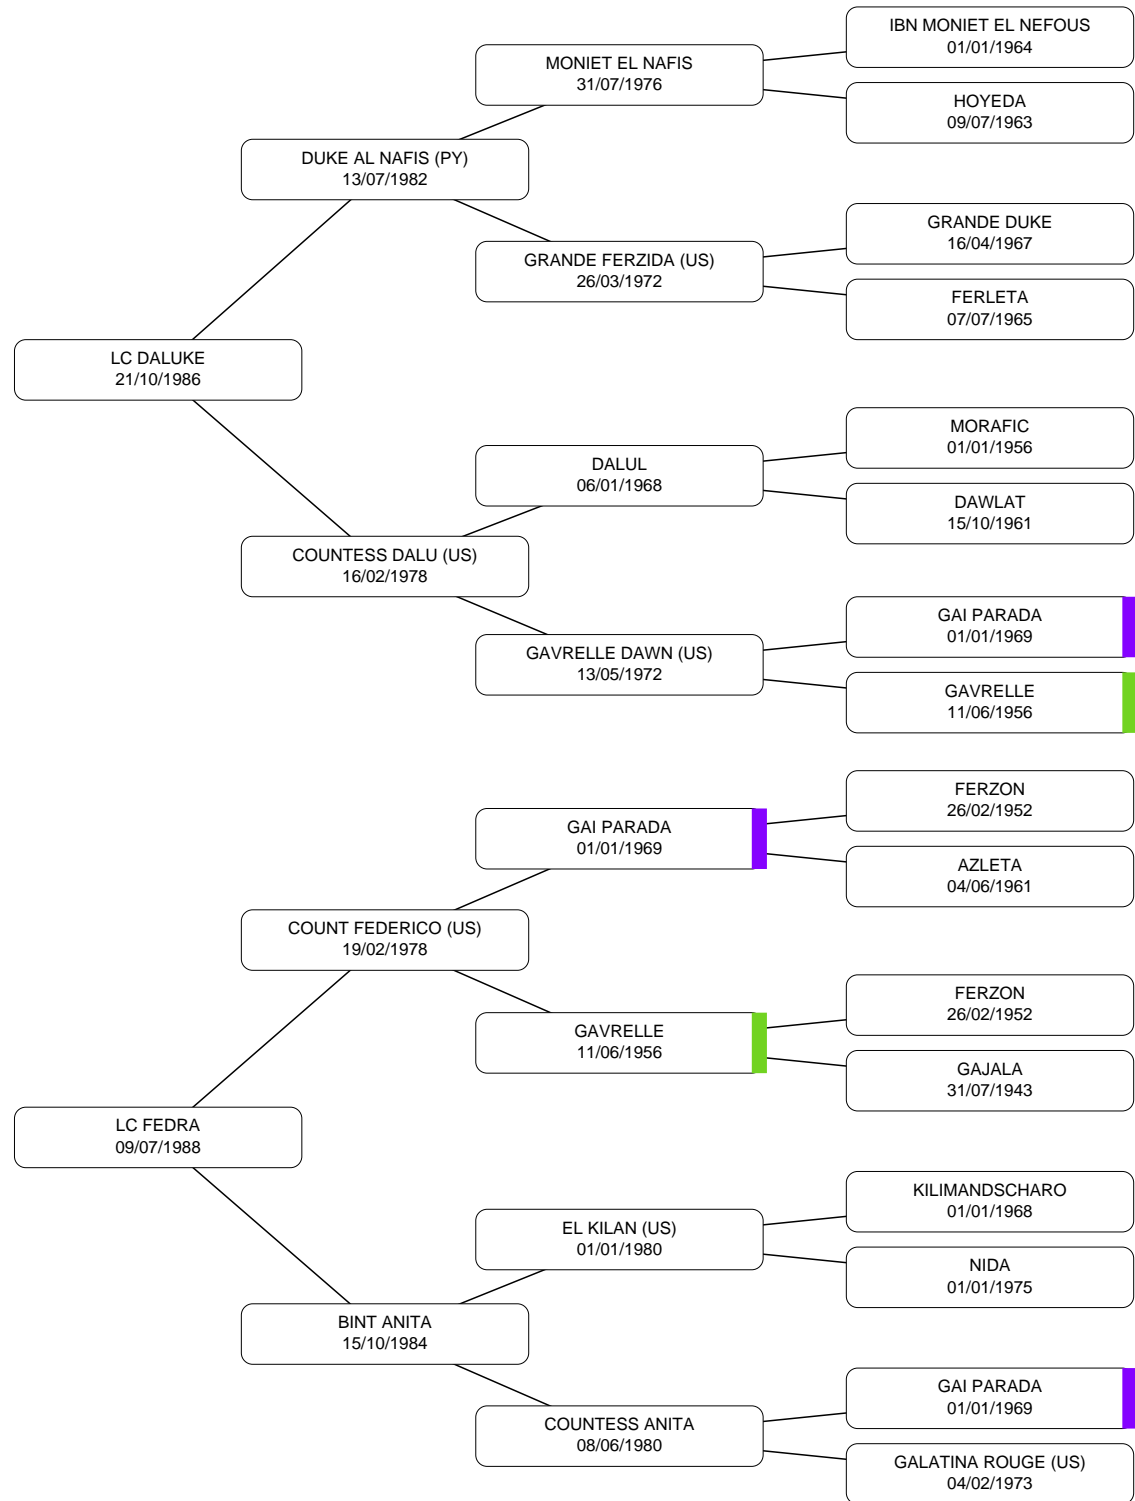 IBN MONIET EL NEFOUS
01/01/1964
MONIET EL NAFIS
31/07/1976
HOYEDA
09/07/1963
DUKE AL NAFIS (PY)
13/07/1982
GRANDE DUKE
16/04/1967
GRANDE FERZIDA (US)
26/03/1972
FERLETA
07/07/1965
LC DALUKE
21/10/1986
MORAFIC
01/01/1956
DALUL
06/01/1968
DAWLAT
15/10/1961
COUNTESS DALU (US)
16/02/1978
GAI PARADA
01/01/1969
GAVRELLE DAWN (US)
13/05/1972
GAVRELLE
11/06/1956
FERZON
26/02/1952
GAI PARADA
01/01/1969
AZLETA
04/06/1961
COUNT FEDERICO (US)
19/02/1978
FERZON
26/02/1952
GAVRELLE
11/06/1956
GAJALA
31/07/1943
LC FEDRA
09/07/1988
KILIMANDSCHARO
01/01/1968
EL KILAN (US)
01/01/1980
NIDA
01/01/1975
BINT ANITA
15/10/1984
GAI PARADA
01/01/1969
COUNTESS ANITA
08/06/1980
GALATINA ROUGE (US)
04/02/1973